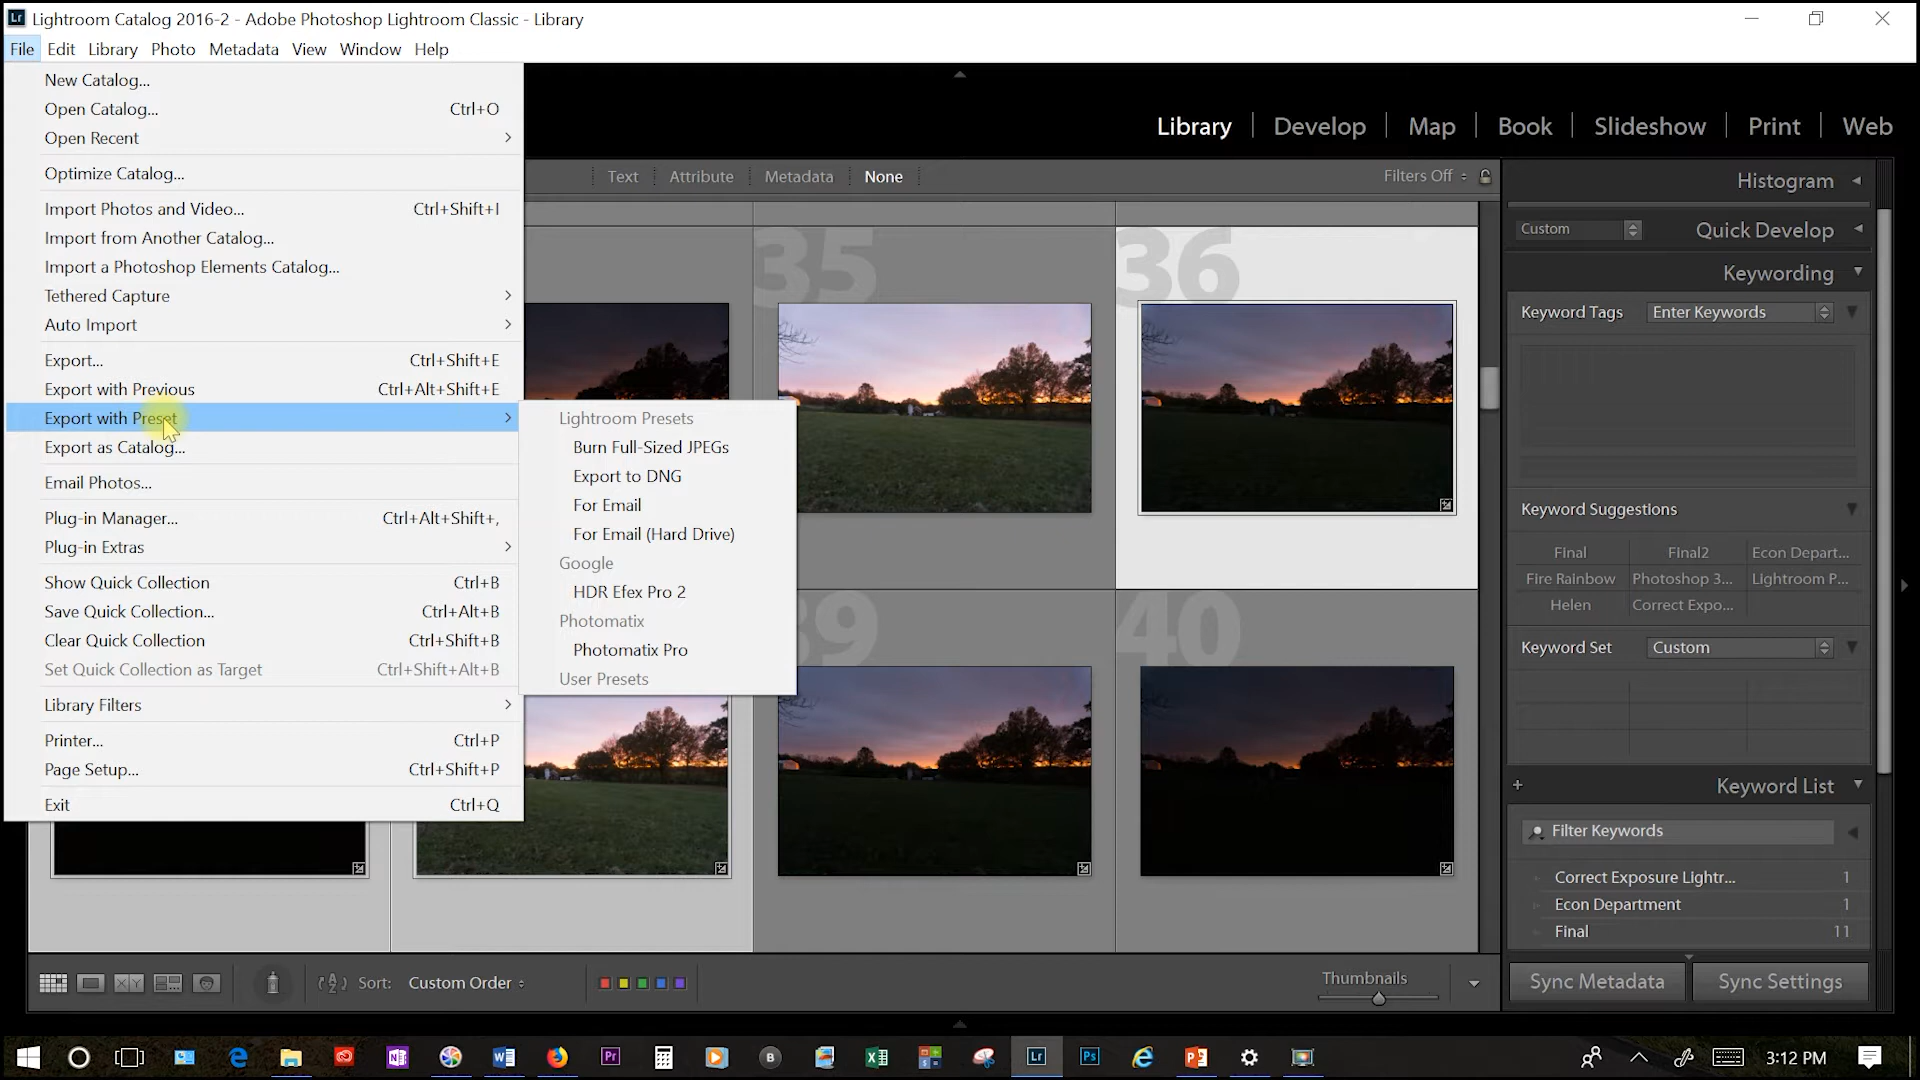 Lr Lightroom Catalog 2016-2 - Adobe Photoshop Lightroom Classic - Library
File Edit Library Photo Metadata View Window Help
New Catalog...
Open Catalog... Ctrl+O
Open Recent
Optimize Catalog...
Import Photos and Video... Ctrl+Shift+I
Import from Another Catalog...
Import a Photoshop Elements Catalog...
Tethered Capture
Auto Import
Export... Ctrl+Shift+E
Export with Previous Ctrl+Alt+Shift+E
Export with Preset
Export as Catalog...
Email Photos...
Plug-in Manager... Ctrl+Alt+Shift+,
Plug-in Extras
Show Quick Collection Ctrl+B
Save Quick Collection... Ctrl+Alt+B
Clear Quick Collection Ctrl+Shift+B
Set Quick Collection as Target Ctrl+Shift+Alt+B
Library Filters
Printer... Ctrl+P
Page Setup... Ctrl+Shift+P
Exit Ctrl+Q
Lightroom Presets
Burn Full-Sized JPEGs
Export to DNG
For Email
For Email (Hard Drive)
Google
HDR Efex Pro 2
Photomatix
Photomatix Pro
User Presets
Library Develop Map Book Slideshow Print Web
Text Attribute Metadata None Filters Off
35 36
39 40
Histogram
Custom Quick Develop
Keywording
Keyword Tags Enter Keywords
Keyword Suggestions
Final Final2 Econ Depart...
Fire Rainbow Photoshop 3... Lightroom P...
Helen Correct Expo...
Keyword Set Custom
+ Keyword List
Filter Keywords
Correct Exposure Lightr... 1
Econ Department 1
Final 11
XY Sort: Custom Order Thumbnails
Sync Metadata Sync Settings
Pr B Lr Ps 3:12 PM